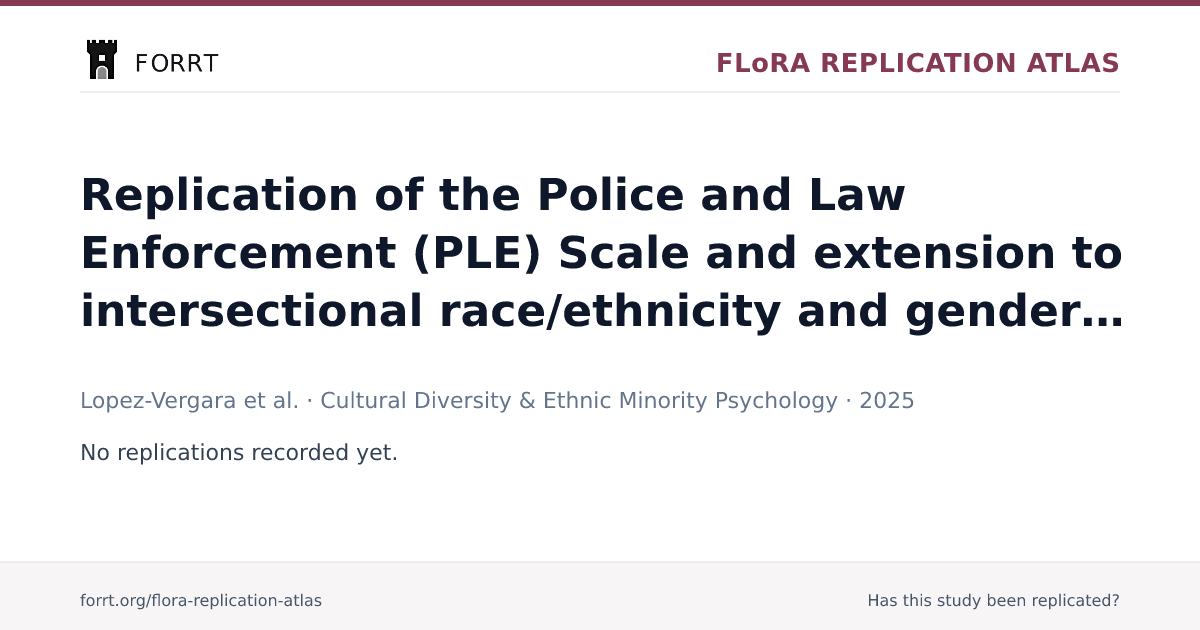 FORRT
FLoRA REPLICATION ATLAS
Replication of the Police and Law
Enforcement (PLE) Scale and extension to
intersectional race/ethnicity and gender…
Lopez-Vergara et al. · Cultural Diversity & Ethnic Minority Psychology · 2025
No replications recorded yet.
forrt.org/flora-replication-atlas
Has this study been replicated?